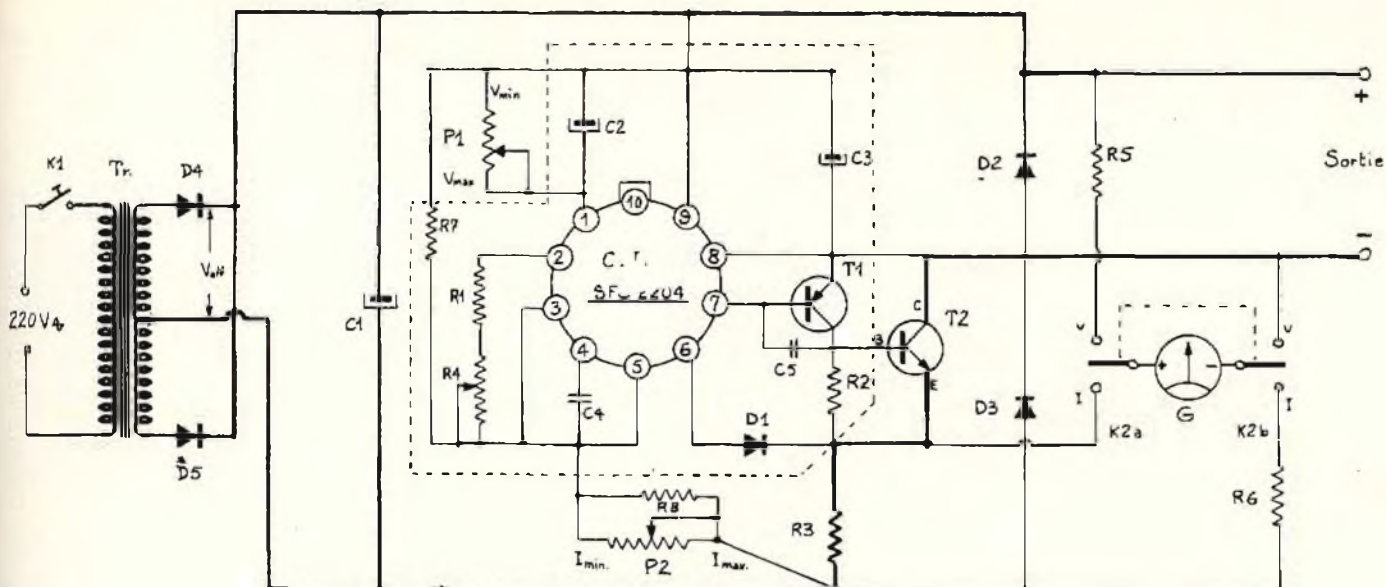 K1
Tr.
D4
Veff
220V
D5
C1
R7
Vmin
P1
Vmax
C2
C3
10
1
9
2
8
3
7
4
6
5
C.I.
R1
R4
C4
T1
C5
R2
D1
B
C
E
T2
R8
Imin.
P2
Imax.
R3
D2
D3
R5
+
Sortie
−
V
V
+
−
I
I
G
K2a
K2b
R6